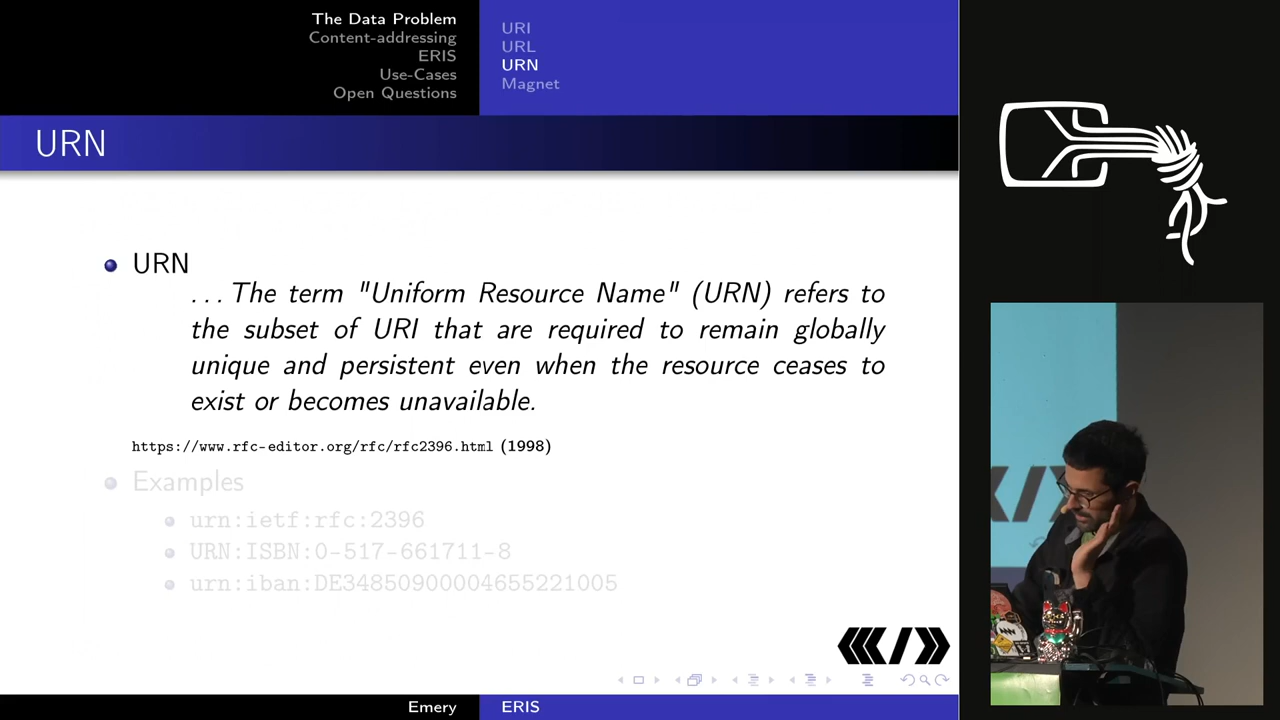 The Data Problem
Content-addressing
ERIS
Use-Cases
Open Questions
URI
URL
URN
Magnet
URN
URN
. . . The term "Uniform Resource Name" (URN) refers to
the subset of URI that are required to remain globally
unique and persistent even when the resource ceases to
exist or becomes unavailable.
https://www.rfc-editor.org/rfc/rfc2396.html (1998)
Examples
urn:ietf:rfc:2396
URN:ISBN:0-517-661711-8
urn:iban:DE34850900004655221005
Emery
ERIS